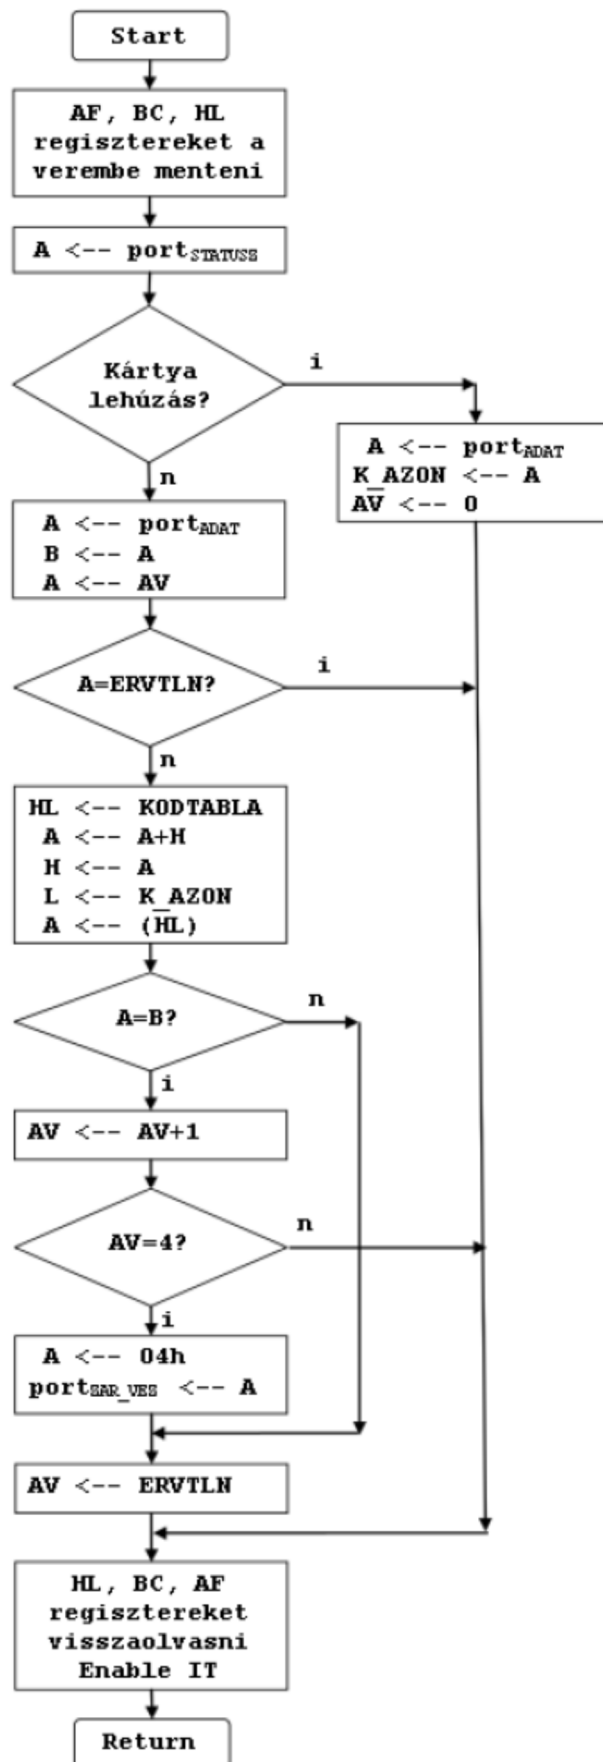 Start
AF, BC, HL
regisztereket a
verembe menteni
A <-- portSTATUSZ
Kártya
lehúzás?
i
n
A <-- portADAT
K_AZON <-- A
AV <-- 0
A <-- portADAT
B <-- A
A <-- AV
A=ERVTLN?
i
n
HL <-- KODTABLA
A <-- A+H
H <-- A
L <-- K_AZON
A <-- (HL)
A=B?
n
i
AV <-- AV+1
AV=4?
n
i
A <-- 04h
portZAR_VEZ <-- A
AV <-- ERVTLN
HL, BC, AF
regisztereket
visszaolvasni
Enable IT
Return